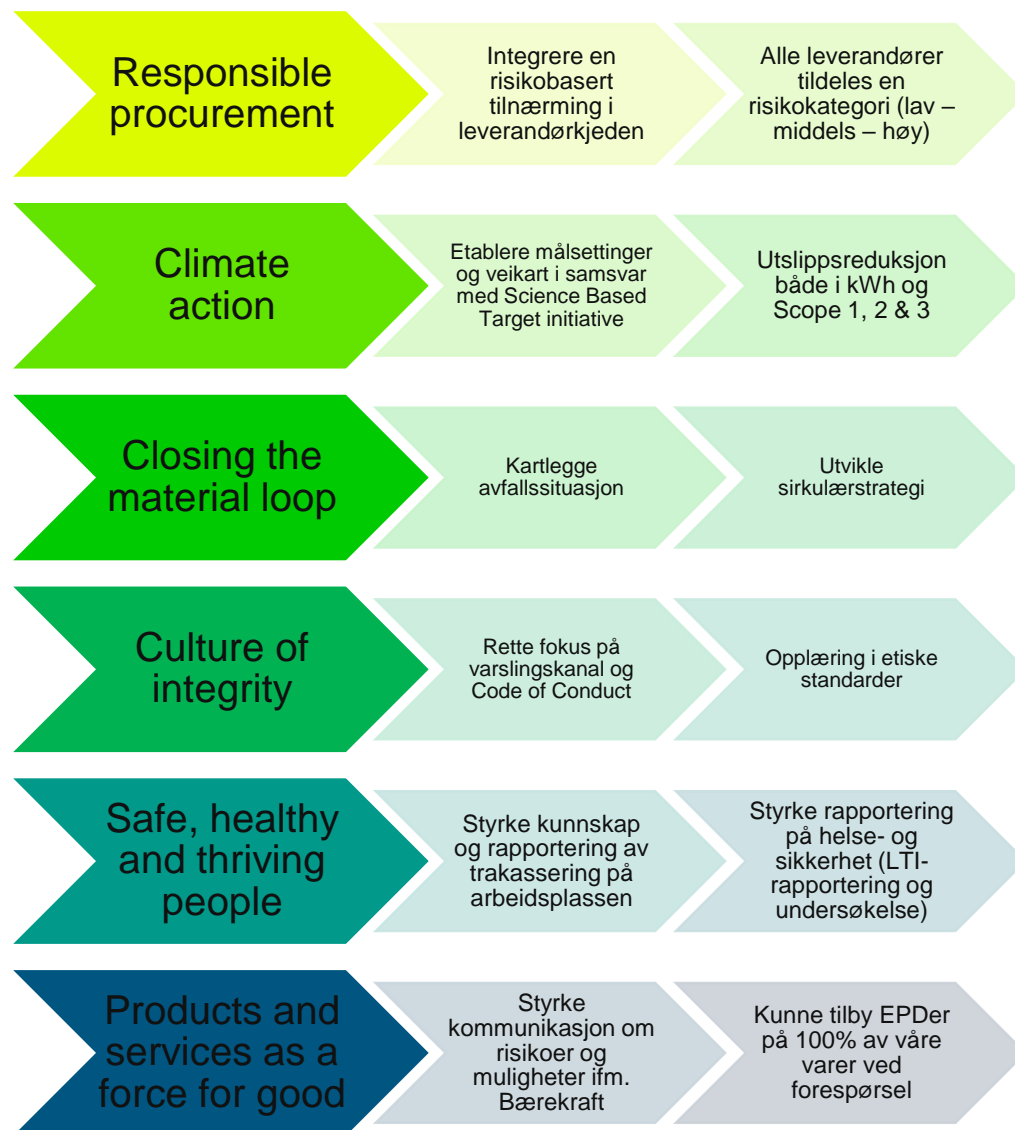 Responsible
procurement
Integrere en
risikobasert
tilnærming i
leverandørkjeden
Alle leverandører
tildeles en
risikokategori (lav –
middels – høy)
Climate
action
Etablere målsettinger
og veikart i samsvar
med Science Based
Target initiative
Utslippsreduksjon
både i kWh og
Scope 1, 2 & 3
Closing the
material loop
Kartlegge
avfallssituasjon
Utvikle
sirkulærstrategi
Culture of
integrity
Rette fokus på
varslingskanal og
Code of Conduct
Opplæring i etiske
standarder
Safe, healthy
and thriving
people
Styrke kunnskap
og rapportering av
trakassering på
arbeidsplassen
Styrke rapportering
på helse- og
sikkerhet (LTI-
rapportering og
undersøkelse)
Products and
services as a
force for good
Styrke
kommunikasjon om
risikoer og
muligheter ifm.
Bærekraft
Kunne tilby EPDer
på 100% av våre
varer ved
forespørsel